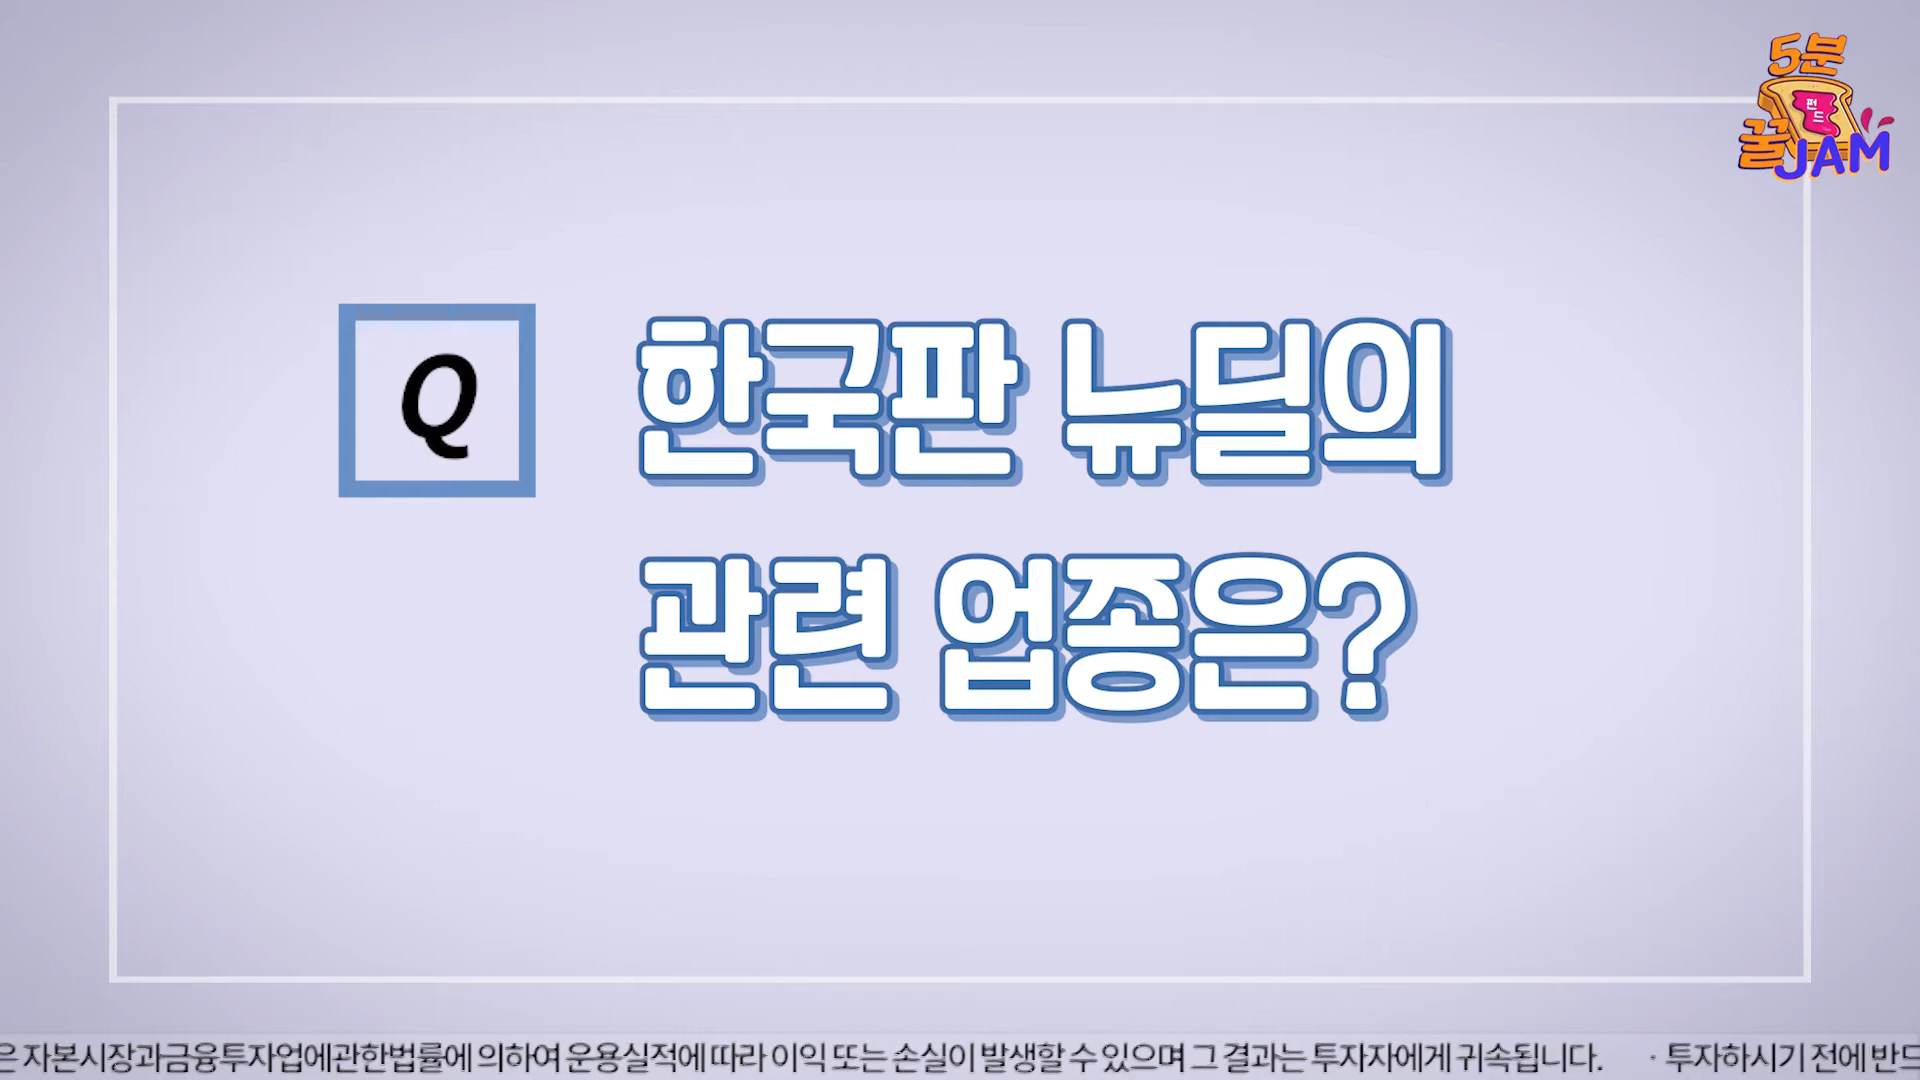 5분
펀드
꿀JAM
Q 한국판 뉴딜의
관련 업종은?
은 자본시장과금융투자업에관한법률에 의하여 운용실적에 따라 이익 또는 손실이 발생할 수 있으며 그 결과는 투자자에게 귀속됩니다. · 투자하시기 전에 반드